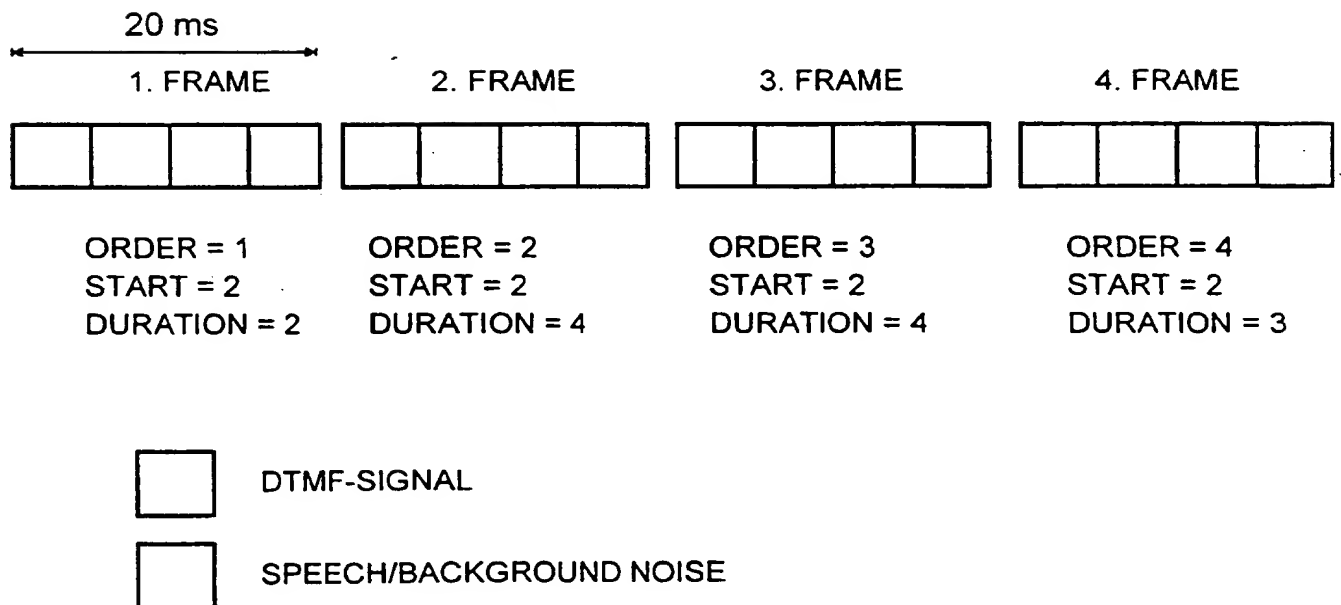 20 ms
1. FRAME 2. FRAME 3. FRAME 4. FRAME
ORDER = 1 ORDER = 2 ORDER = 3 ORDER = 4
START = 2 START = 2 START = 2 START = 2
DURATION = 2 DURATION = 4 DURATION = 4 DURATION = 3
DTMF-SIGNAL
SPEECH/BACKGROUND NOISE